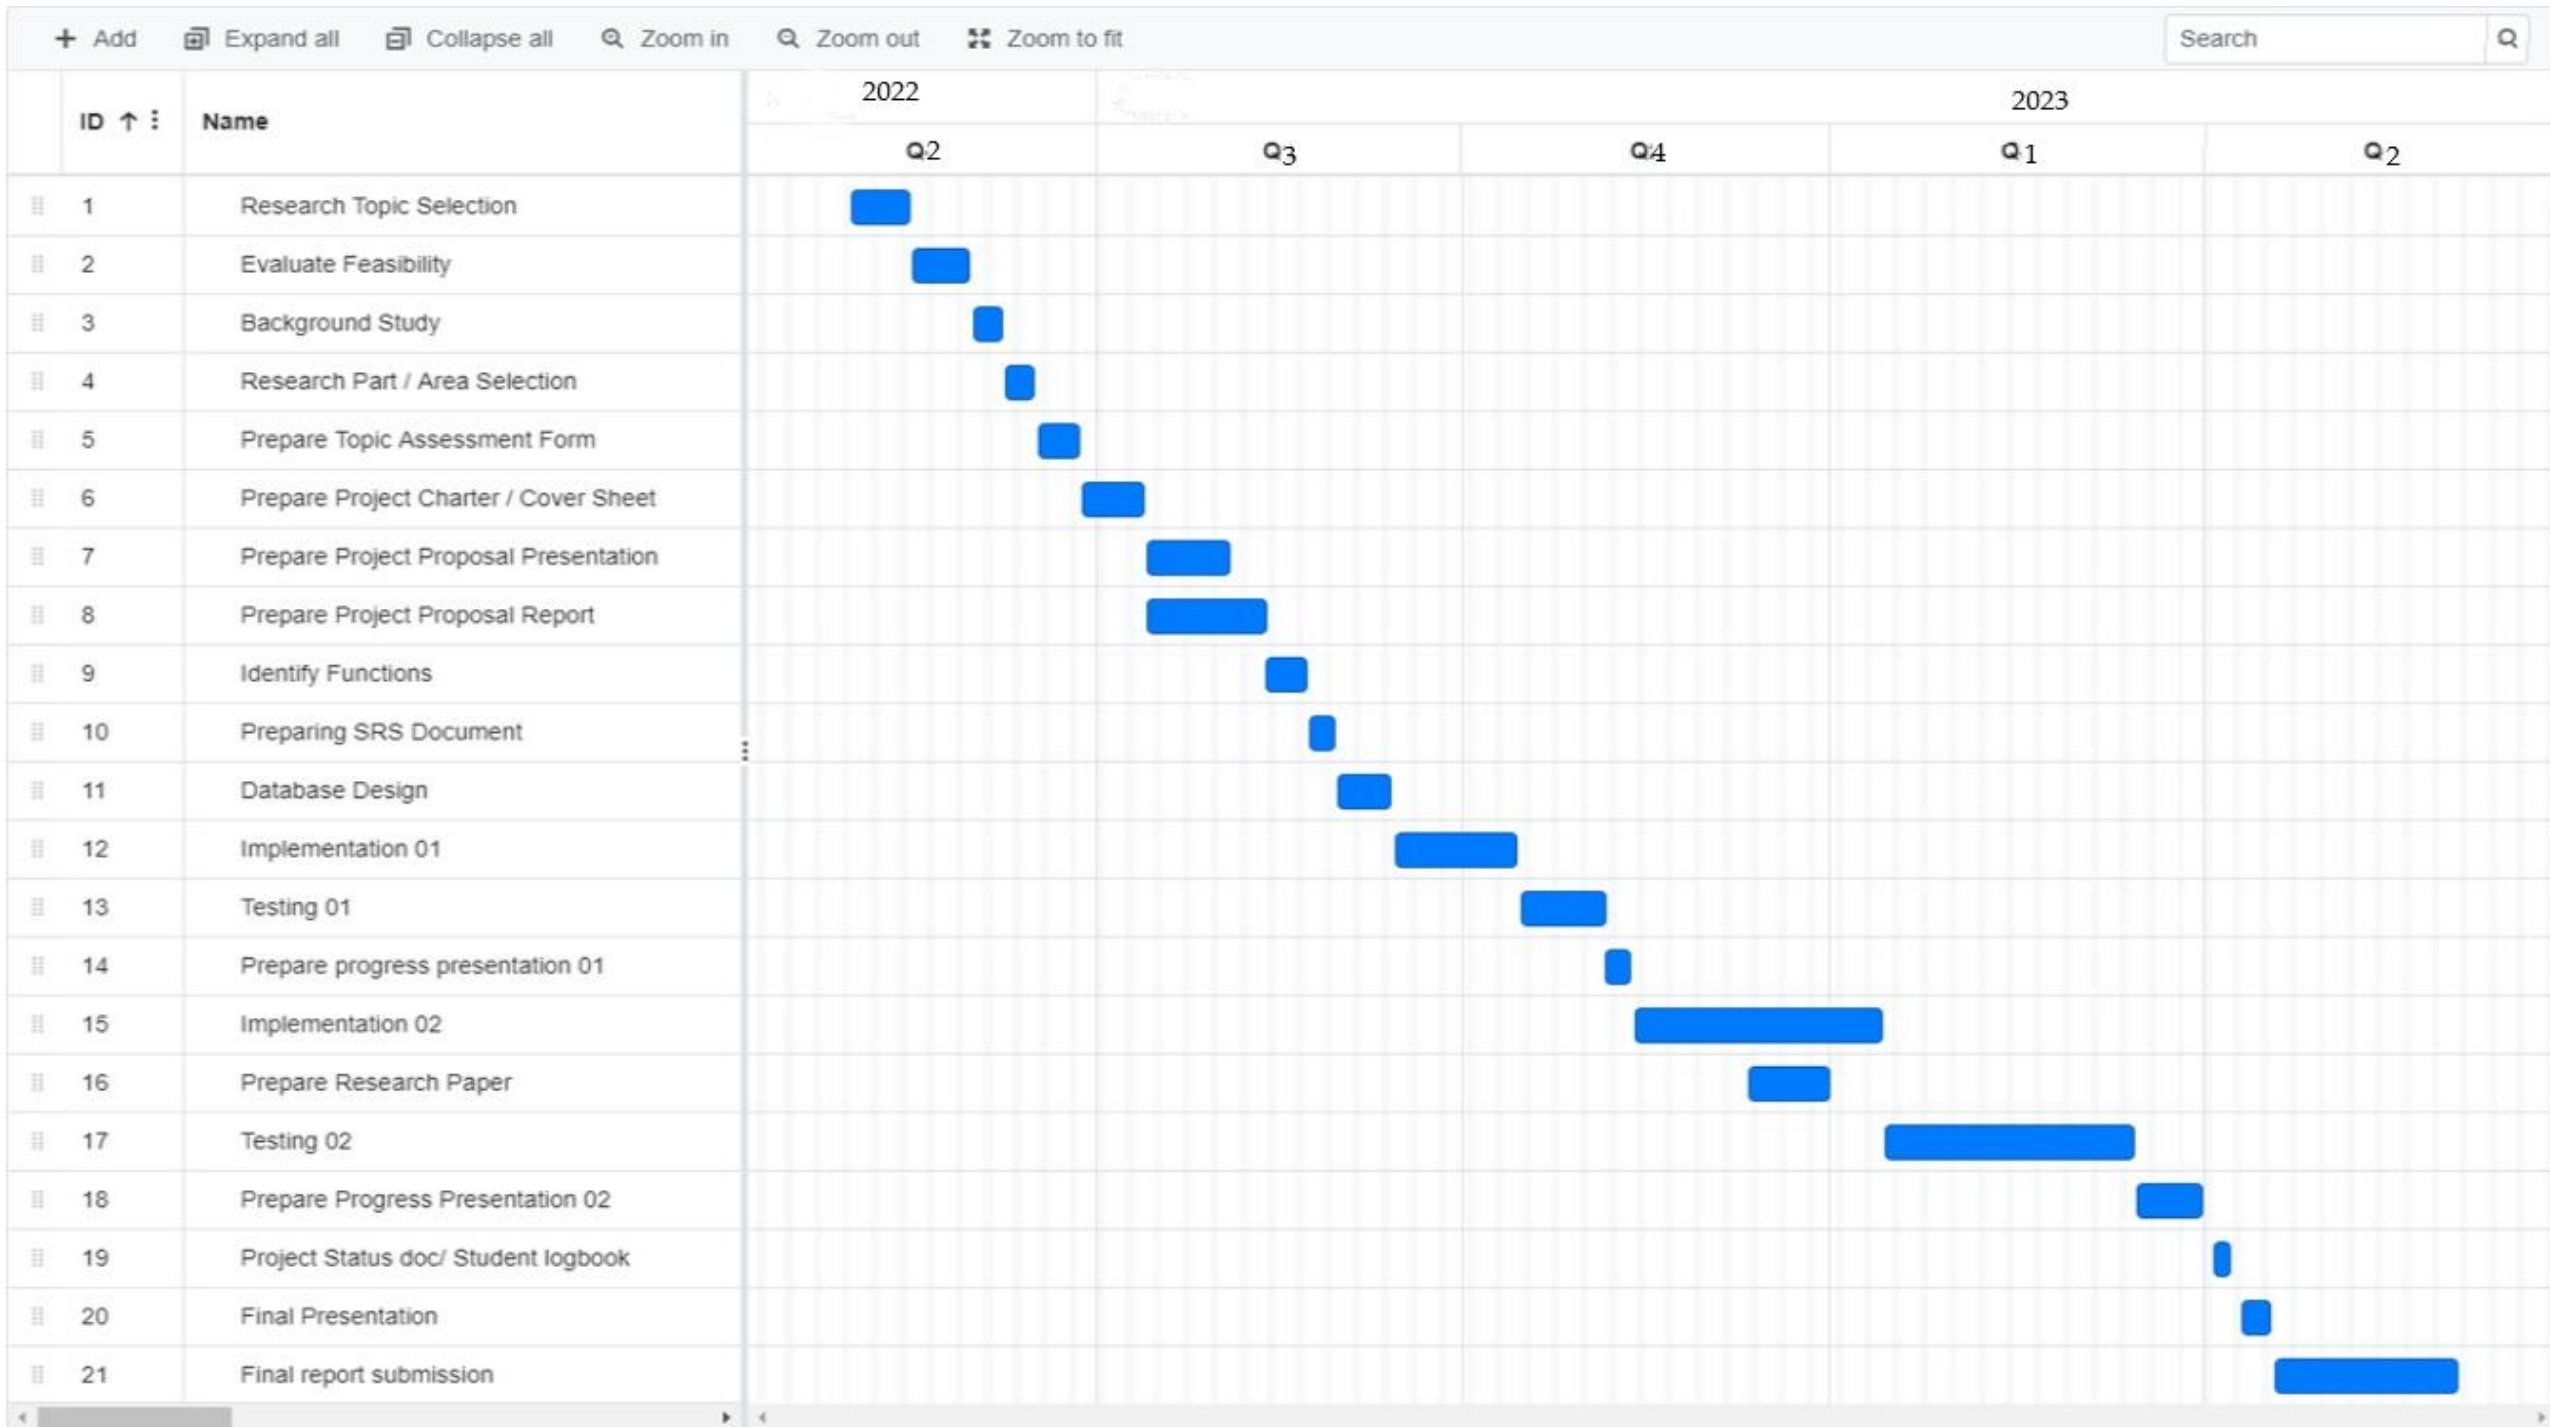 Add Expand all Collapse all Zoom in Zoom out Zoom to fit Search
ID Name
2022 2023
Q2 Q3 Q4 Q1 Q2
1 Research Topic Selection
2 Evaluate Feasibility
3 Background Study
4 Research Part / Area Selection
5 Prepare Topic Assessment Form
6 Prepare Project Charter / Cover Sheet
7 Prepare Project Proposal Presentation
8 Prepare Project Proposal Report
9 Identify Functions
10 Preparing SRS Document
11 Database Design
12 Implementation 01
13 Testing 01
14 Prepare progress presentation 01
15 Implementation 02
16 Prepare Research Paper
17 Testing 02
18 Prepare Progress Presentation 02
19 Project Status doc/ Student logbook
20 Final Presentation
21 Final report submission